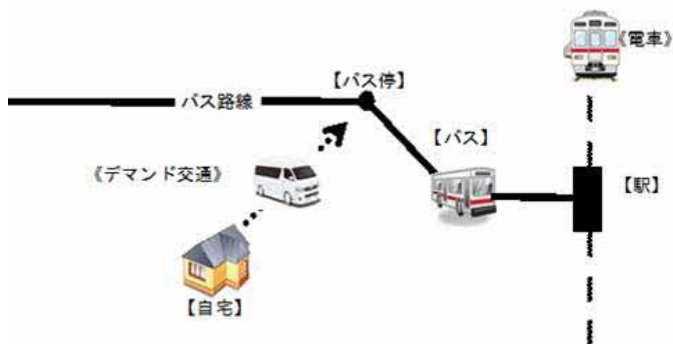 《電車》
【バス停】
バス路線
【バス】
《デマンド交通》
【駅】
【自宅】